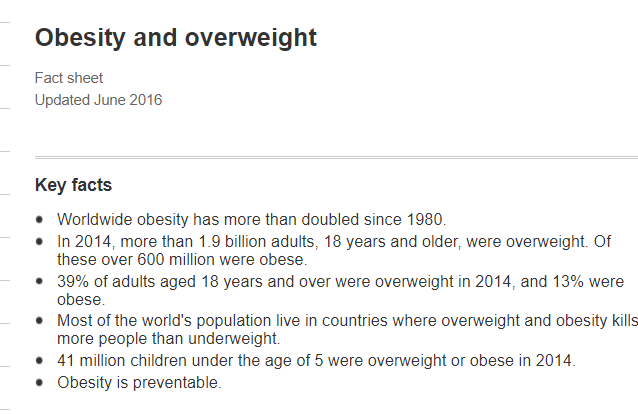 Obesity and overweight
Fact sheet
Updated June 2016
Key facts
Worldwide obesity has more than doubled since 1980.
In 2014, more than 1.9 billion adults, 18 years and older, were overweight. Of
these over 600 million were obese.
39% of adults aged 18 years and over were overweight in 2014, and 13% were
obese.
Most of the world's population live in countries where overweight and obesity kills
more people than underweight.
41 million children under the age of 5 were overweight or obese in 2014.
Obesity is preventable.